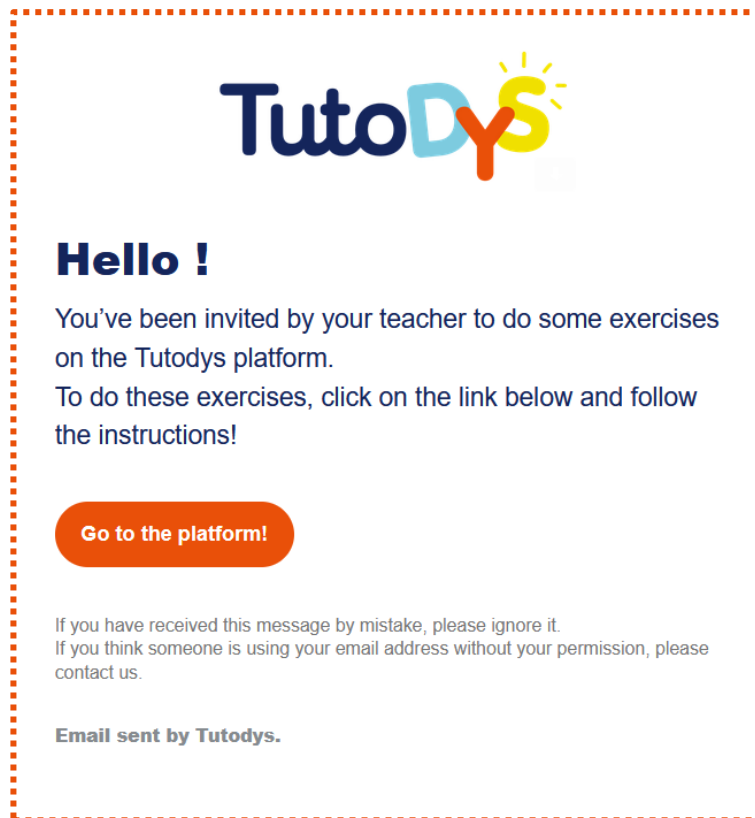 TutoDyS
Hello !
You’ve been invited by your teacher to do some exercises
on the Tutodys platform.
To do these exercises, click on the link below and follow
the instructions!
Go to the platform!
If you have received this message by mistake, please ignore it.
If you think someone is using your email address without your permission, please
contact us.
Email sent by Tutodys.